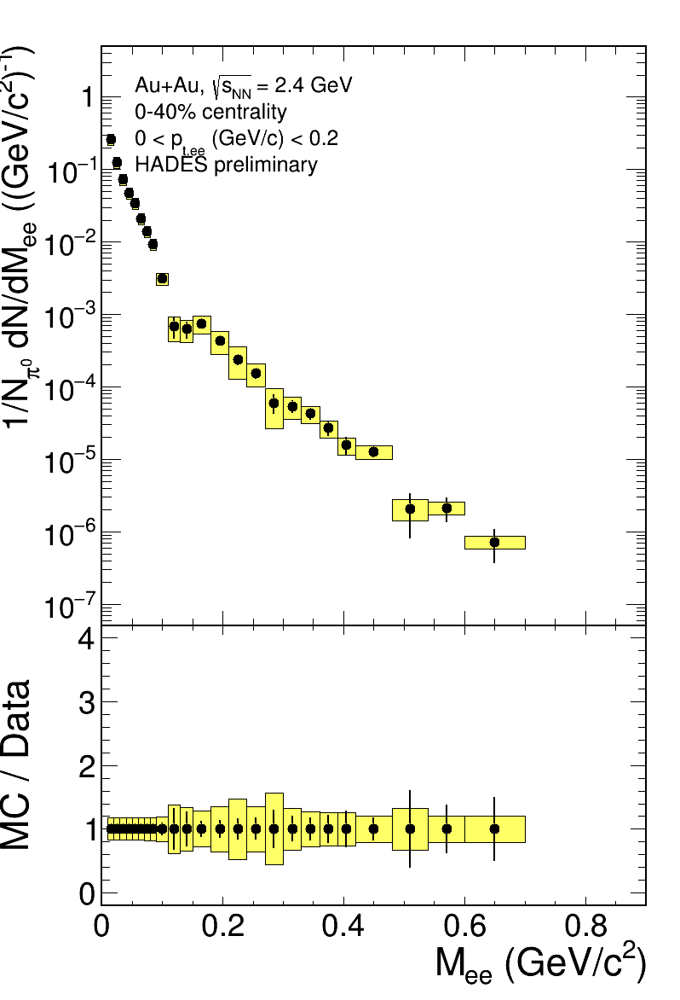 1/N_π⁰ dN/dM_ee ((GeV/c²)⁻¹)
Au+Au, √s_NN = 2.4 GeV
0-40% centrality
0 < p_t.ee (GeV/c) < 0.2
HADES preliminary
1
10⁻¹
10⁻²
10⁻³
10⁻⁴
10⁻⁵
10⁻⁶
10⁻⁷
MC / Data
4
3
2
1
0
0 0.2 0.4 0.6 0.8
M_ee (GeV/c²)